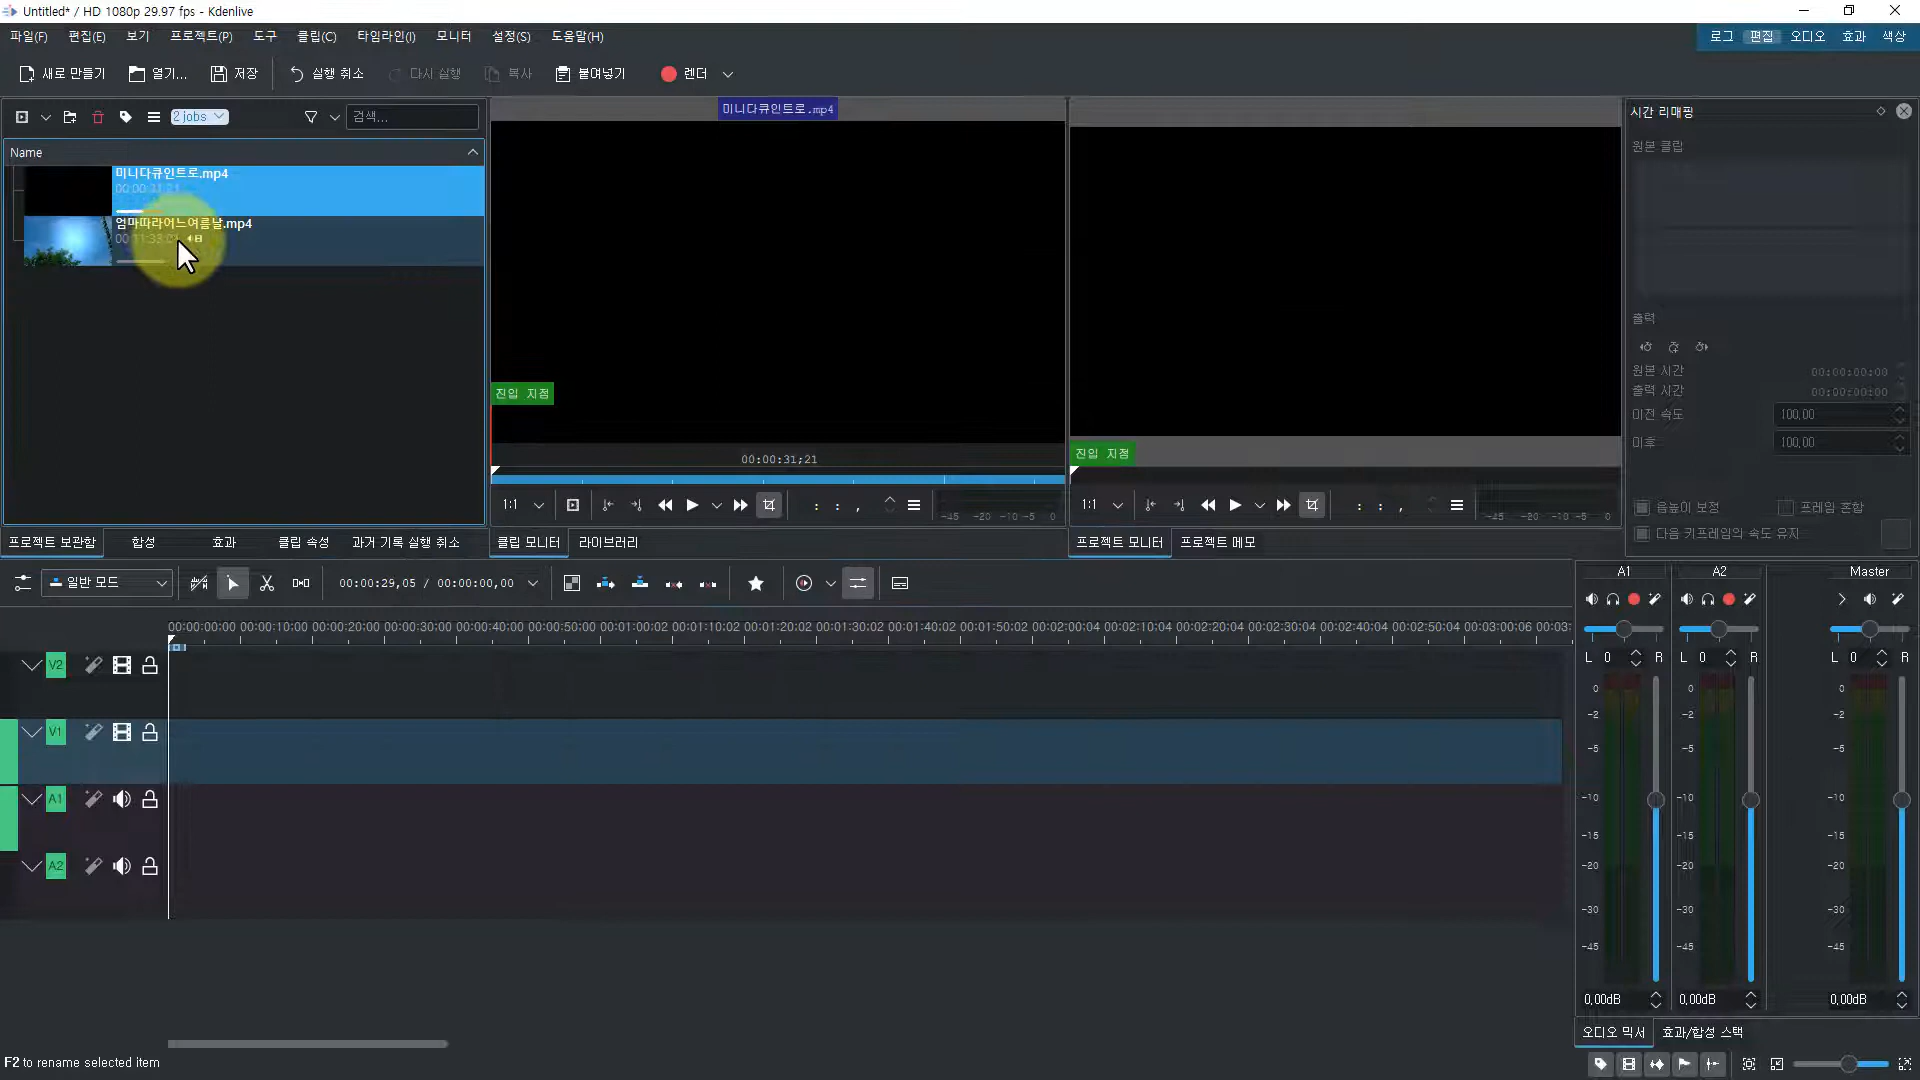 Untitled* / HD 1080p 29.97 fps - Kdenlive
파일(F) 편집(E) 보기 프로젝트(P) 도구 클립(C) 타임라인(I) 모니터 설정(S) 도움말(H)
로그 편집 오디오 효과 색상
새로 만들기 열기... 저장 실행 취소 다시 실행 복사 붙여넣기 렌더
2 jobs 검색...
Name
미니다큐인트로.mp4
00:00:31;21
엄마따라어느여름날.mp4
미니다큐인트로.mp4
진입 지점
00:00:31;21
1:1 : : , -45 -20 -10 -5 0
진입 지점
1:1 : : , -45 -20 -10 -5 0
시간 리매핑
원본 클립
출력
원본 시간 00:00:00:00
출력 시간 00:00:00:00
이전 속도 100,00
이후 100,00
음높이 보정 프레임 혼합
다음 키프레임의 속도 유지
프로젝트 보관함 합성 효과 클립 속성 과거 기록 실행 취소 클립 모니터 라이브러리 프로젝트 모니터 프로젝트 메모
일반 모드 00:00:29,05 / 00:00:00,00
00:00:00:00 00:00:10:00 00:00:20:00 00:00:30:00 00:00:40:00 00:00:50:00 00:01:00:02 00:01:10:02 00:01:20:02 00:01:30:02 00:01:40:02 00:01:50:02 00:02:00:04 00:02:10:04 00:02:20:04 00:02:30:04 00:02:40:04 00:02:50:04 00:03:00:06 00:03:
V2
V1
A1
A2
A1 A2 Master
L 0 R L 0 R L 0 R
0 0 0
-2 -2 -2
-5 -5 -5
-10 -10 -10
-15 -15 -15
-20 -20 -20
-30 -30 -30
-45 -45 -45
0,00dB 0,00dB 0,00dB
오디오 믹서 효과/합성 스택
F2 to rename selected item